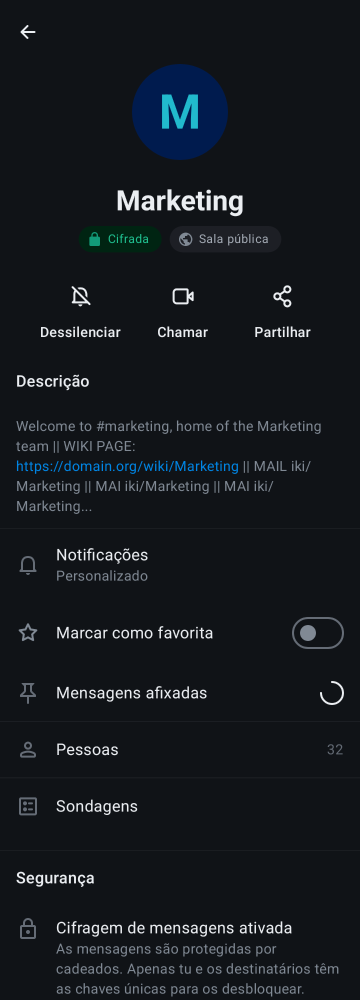 M
Marketing
Cifrada
Sala pública
Dessilenciar
Chamar
Partilhar
Descrição
Welcome to #marketing, home of the Marketing
team || WIKI PAGE:
https://domain.org/wiki/Marketing || MAIL iki/
Marketing || MAI iki/Marketing || MAI iki/
Marketing...
Notificações
Personalizado
Marcar como favorita
Mensagens afixadas
Pessoas
32
Sondagens
Segurança
Cifragem de mensagens ativada
As mensagens são protegidas por
cadeados. Apenas tu e os destinatários têm
as chaves únicas para os desbloquear.